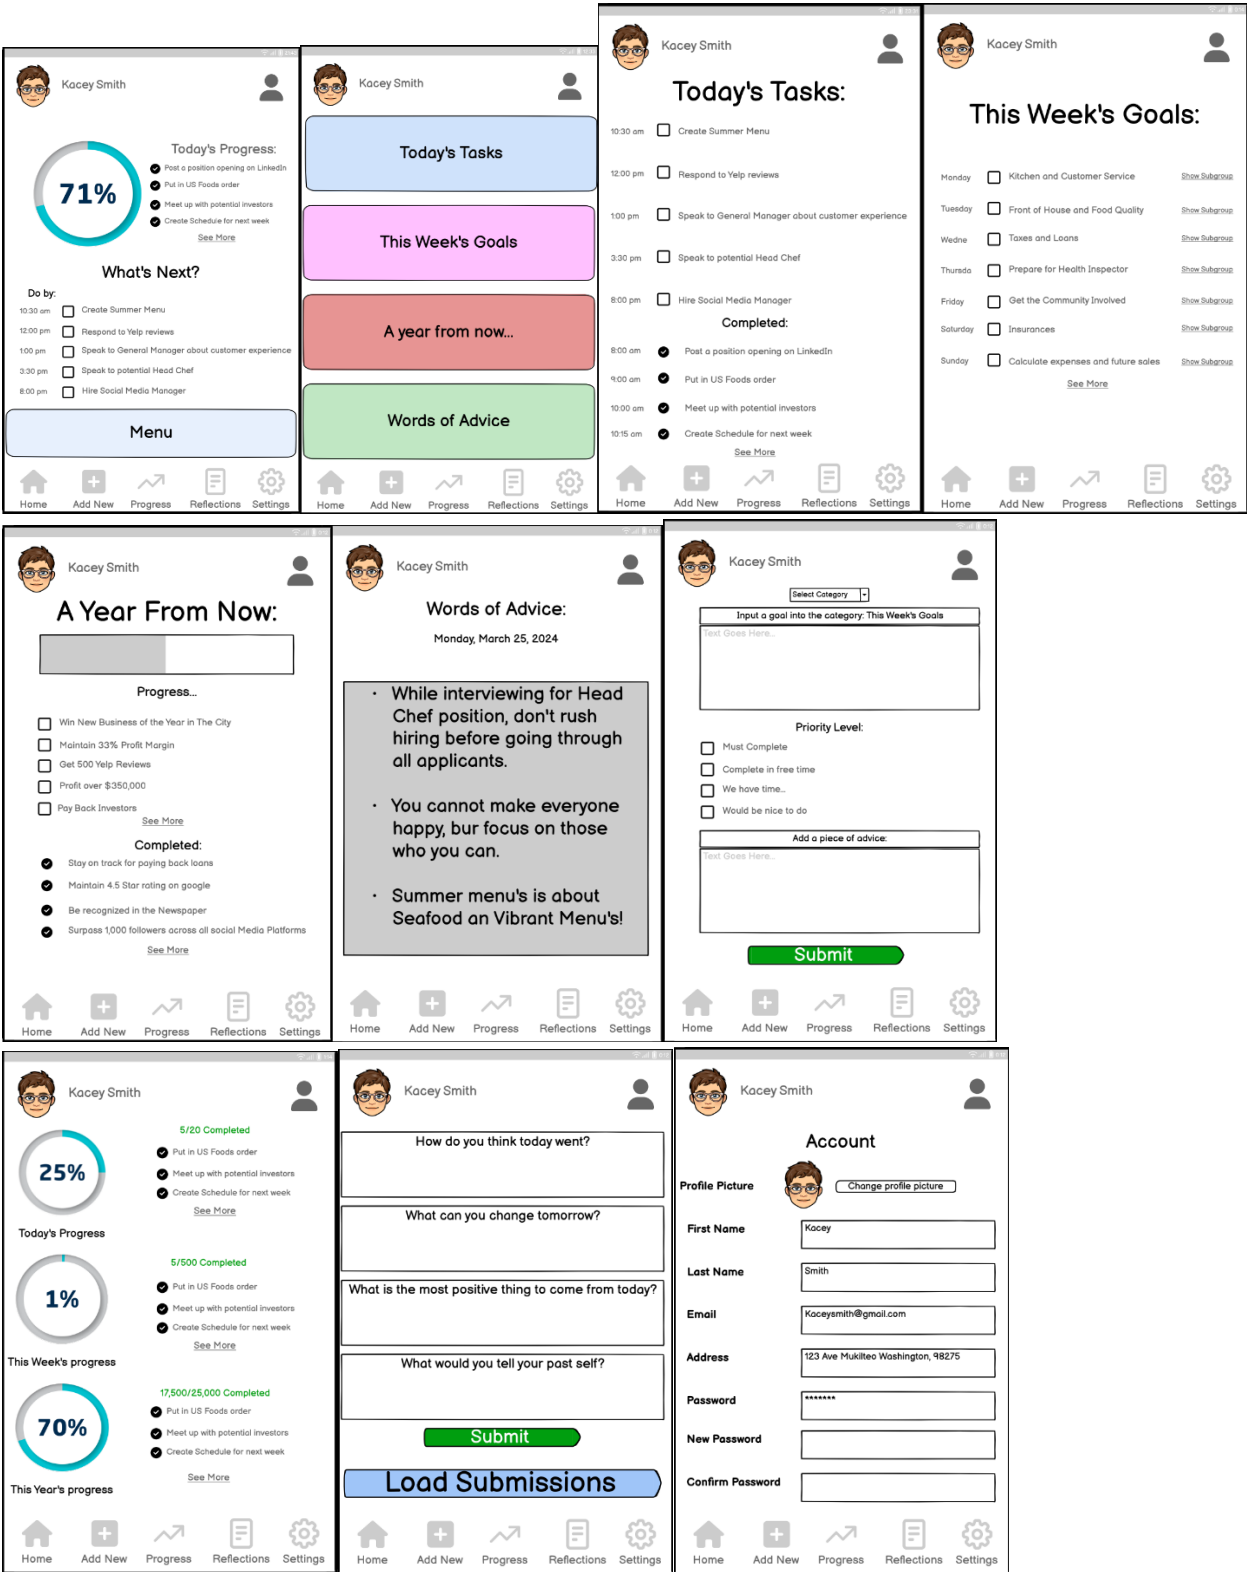 Kacey Smith
71%
Today's Progress:
Post a position opening on LinkedIn
Put in US Foods order
Meet up with potential investors
Create Schedule for next week
See More
What's Next?
Do by:
10:30 am Create Summer Menu
12:00 pm Respond to Yelp reviews
1:00 pm Speak to General Manager about customer experience
3:30 pm Speak to potential Head Chef
8:00 pm Hire Social Media Manager
Menu
Home Add New Progress Reflections Settings
Kacey Smith
Today's Tasks
This Week's Goals
A year from now...
Words of Advice
Home Add New Progress Reflections Settings
Kacey Smith
Today's Tasks:
10:30 am Create Summer Menu
12:00 pm Respond to Yelp reviews
1:00 pm Speak to General Manager about customer experience
3:30 pm Speak to potential Head Chef
8:00 pm Hire Social Media Manager
Completed:
8:00 am Post a position opening on LinkedIn
9:00 am Put in US Foods order
10:00 am Meet up with potential investors
10:15 am Create Schedule for next week
See More
Home Add New Progress Reflections Settings
Kacey Smith
This Week's Goals:
Monday Kitchen and Customer Service Show Subgroup
Tuesday Front of House and Food Quality Show Subgroup
Wedne Taxes and Loans Show Subgroup
Thursda Prepare for Health Inspector Show Subgroup
Friday Get the Community Involved Show Subgroup
Saturday Insurances Show Subgroup
Sunday Calculate expenses and future sales Show Subgroup
See More
Home Add New Progress Reflections Settings
Kacey Smith
A Year From Now:
Progress...
Win New Business of the Year in The City
Maintain 33% Profit Margin
Get 500 Yelp Reviews
Profit over $350,000
Pay Back Investors
See More
Completed:
Stay on track for paying back loans
Maintain 4.5 Star rating on google
Be recognized in the Newspaper
Surpass 1,000 followers across all social Media Platforms
See More
Home Add New Progress Reflections Settings
Kacey Smith
Words of Advice:
Monday, March 25, 2024
• While interviewing for Head
Chef position, don't rush
hiring before going through
all applicants.
• You cannot make everyone
happy, bur focus on those
who you can.
• Summer menu's is about
Seafood an Vibrant Menu's!
Home Add New Progress Reflections Settings
Kacey Smith
Select Category
Input a goal into the category: This Week's Goals
Text Goes Here...
Priority Level:
Must Complete
Complete in free time
We have time..
Would be nice to do
Add a piece of advice:
Text Goes Here...
Submit
Home Add New Progress Reflections Settings
Kacey Smith
25%
Today's Progress
5/20 Completed
Put in US Foods order
Meet up with potential investors
Create Schedule for next week
See More
1%
This Week's progress
5/500 Completed
Put in US Foods order
Meet up with potential investors
Create Schedule for next week
See More
70%
This Year's progress
17,500/25,000 Completed
Put in US Foods order
Meet up with potential investors
Create Schedule for next week
See More
Home Add New Progress Reflections Settings
Kacey Smith
How do you think today went?
What can you change tomorrow?
What is the most positive thing to come from today?
What would you tell your past self?
Submit
Load Submissions
Home Add New Progress Reflections Settings
Kacey Smith
Account
Profile Picture Change profile picture
First Name Kacey
Last Name Smith
Email Kaceysmith@gmail.com
Address 123 Ave Mukilteo Washington, 98275
Password *******
New Password
Confirm Password
Home Add New Progress Reflections Settings